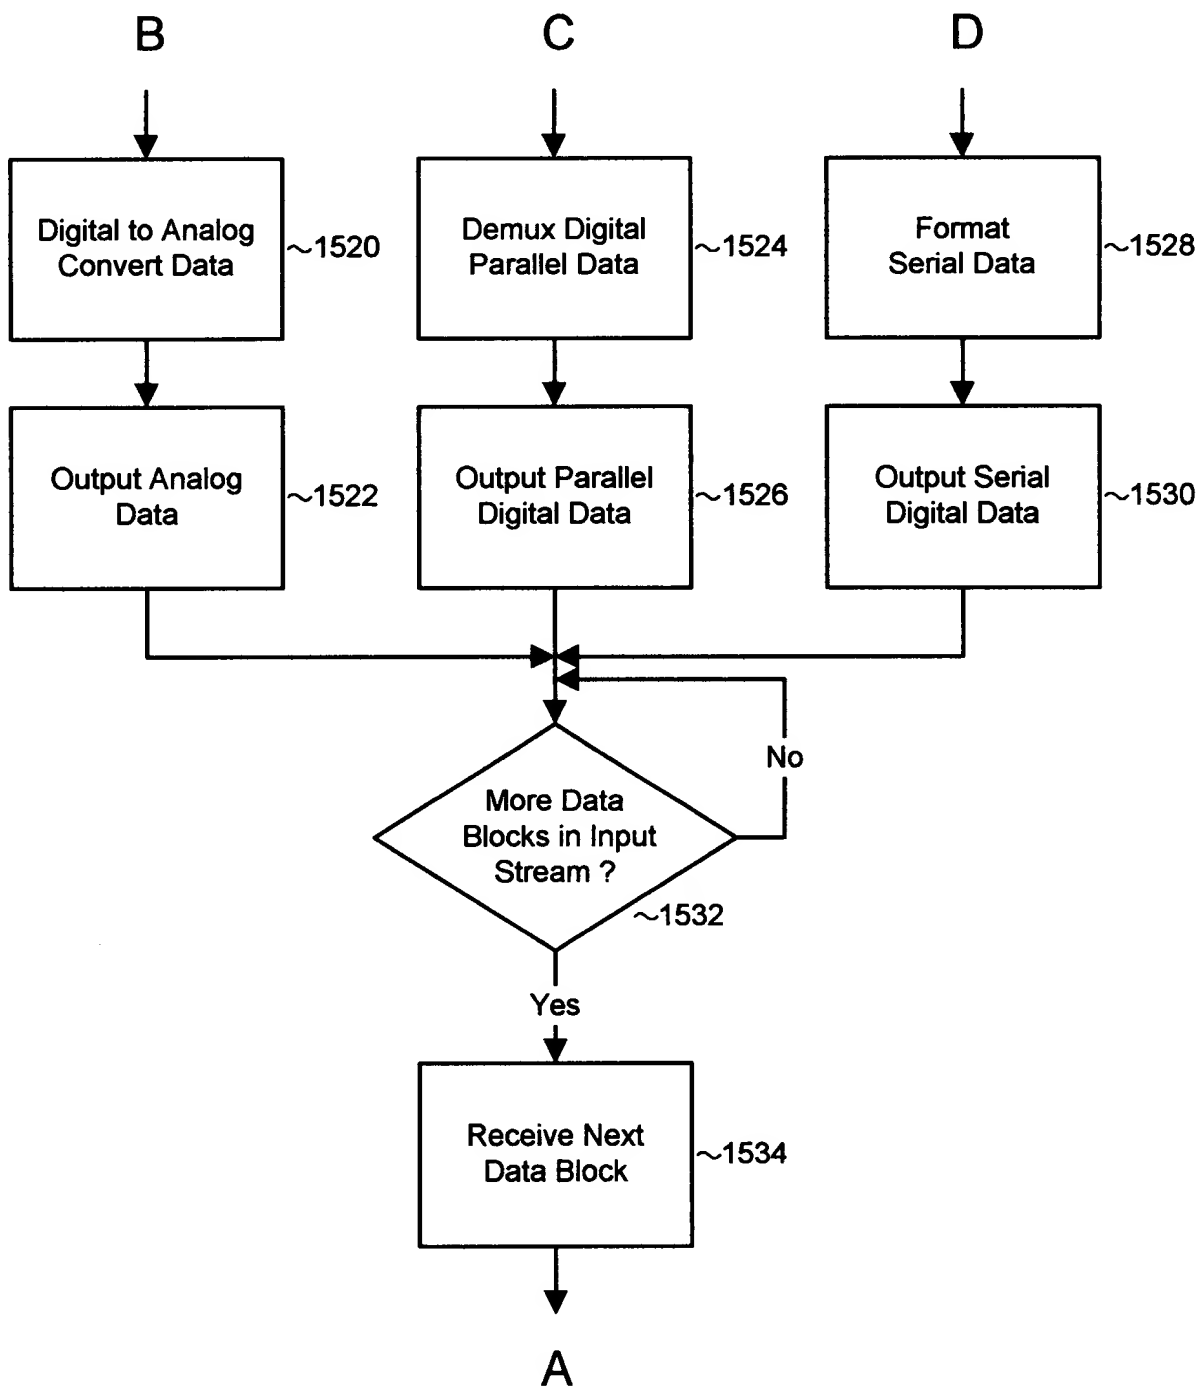 B
C
D
Digital to Analog
Convert Data
~1520
Demux Digital
Parallel Data
~1524
Format
Serial Data
~1528
Output Analog
Data
~1522
Output Parallel
Digital Data
~1526
Output Serial
Digital Data
~1530
No
More Data
Blocks in Input
Stream ?
~1532
Yes
Receive Next
Data Block
~1534
A